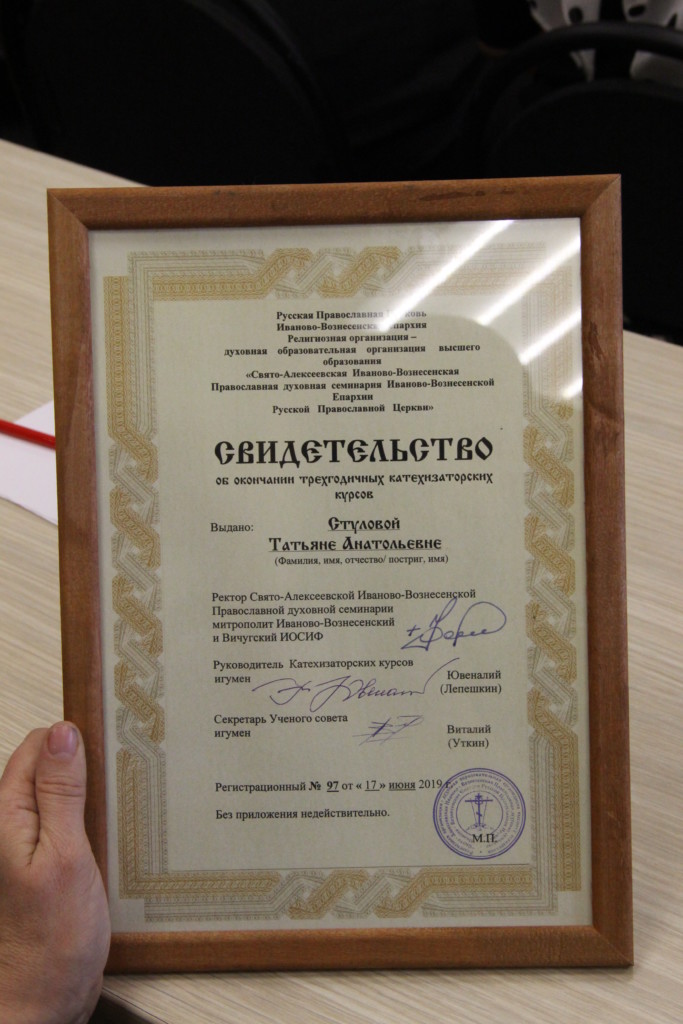 Русская Православная Церковь
Иваново-Вознесенская Епархия
Религиозная организация –
духовная образовательная организация высшего
образования
«Свято-Алексеевская Иваново-Вознесенская
Православная духовная семинария Иваново-Вознесенской
Епархии
Русской Православной Церкви»
СВИДЕТЕЛЬСТВО
об окончании трехгодичных катехизаторских
курсов
Выдано: Стуловой
Татьяне Анатольевне
(Фамилия, имя, отчество/ постриг, имя)
Ректор Свято-Алексеевской Иваново-Вознесенской
Православной духовной семинарии
митрополит Иваново-Вознесенский
и Вичугский ИОСИФ
Руководитель Катехизаторских курсов
игумен Ювеналий
(Лепешкин)
Секретарь Ученого совета
игумен Виталий
(Уткин)
Регистрационный № 97 от « 17 » июня 2019 г.
Без приложения недействительно.
М.П.